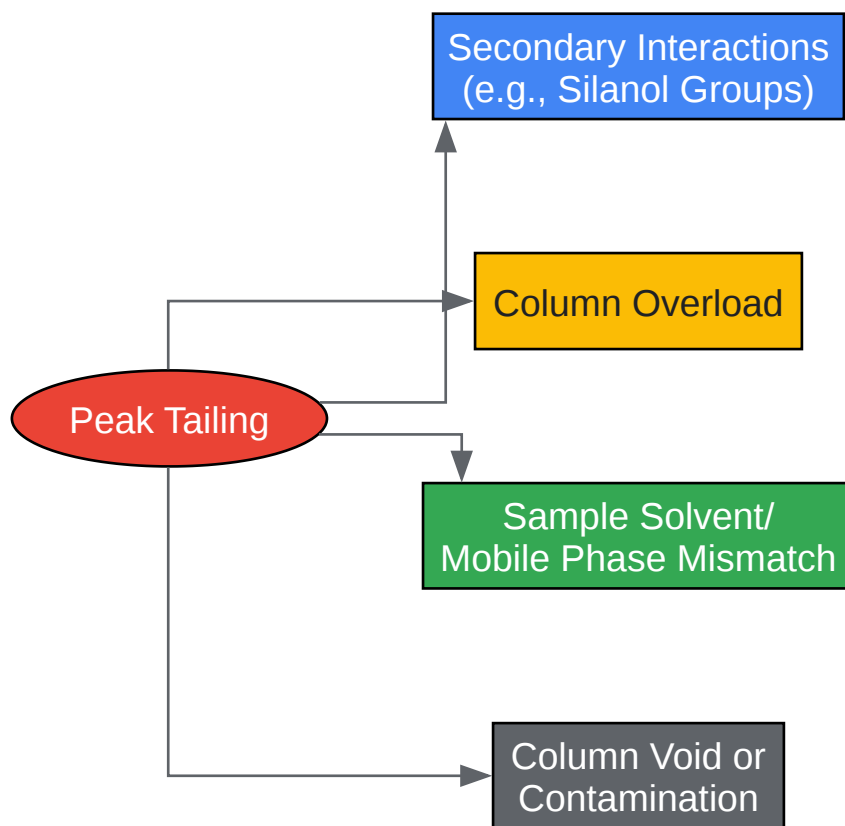 Secondary Interactions
(e.g., Silanol Groups)
Column Overload
Peak Tailing
Sample Solvent/
Mobile Phase Mismatch
Column Void or
Contamination